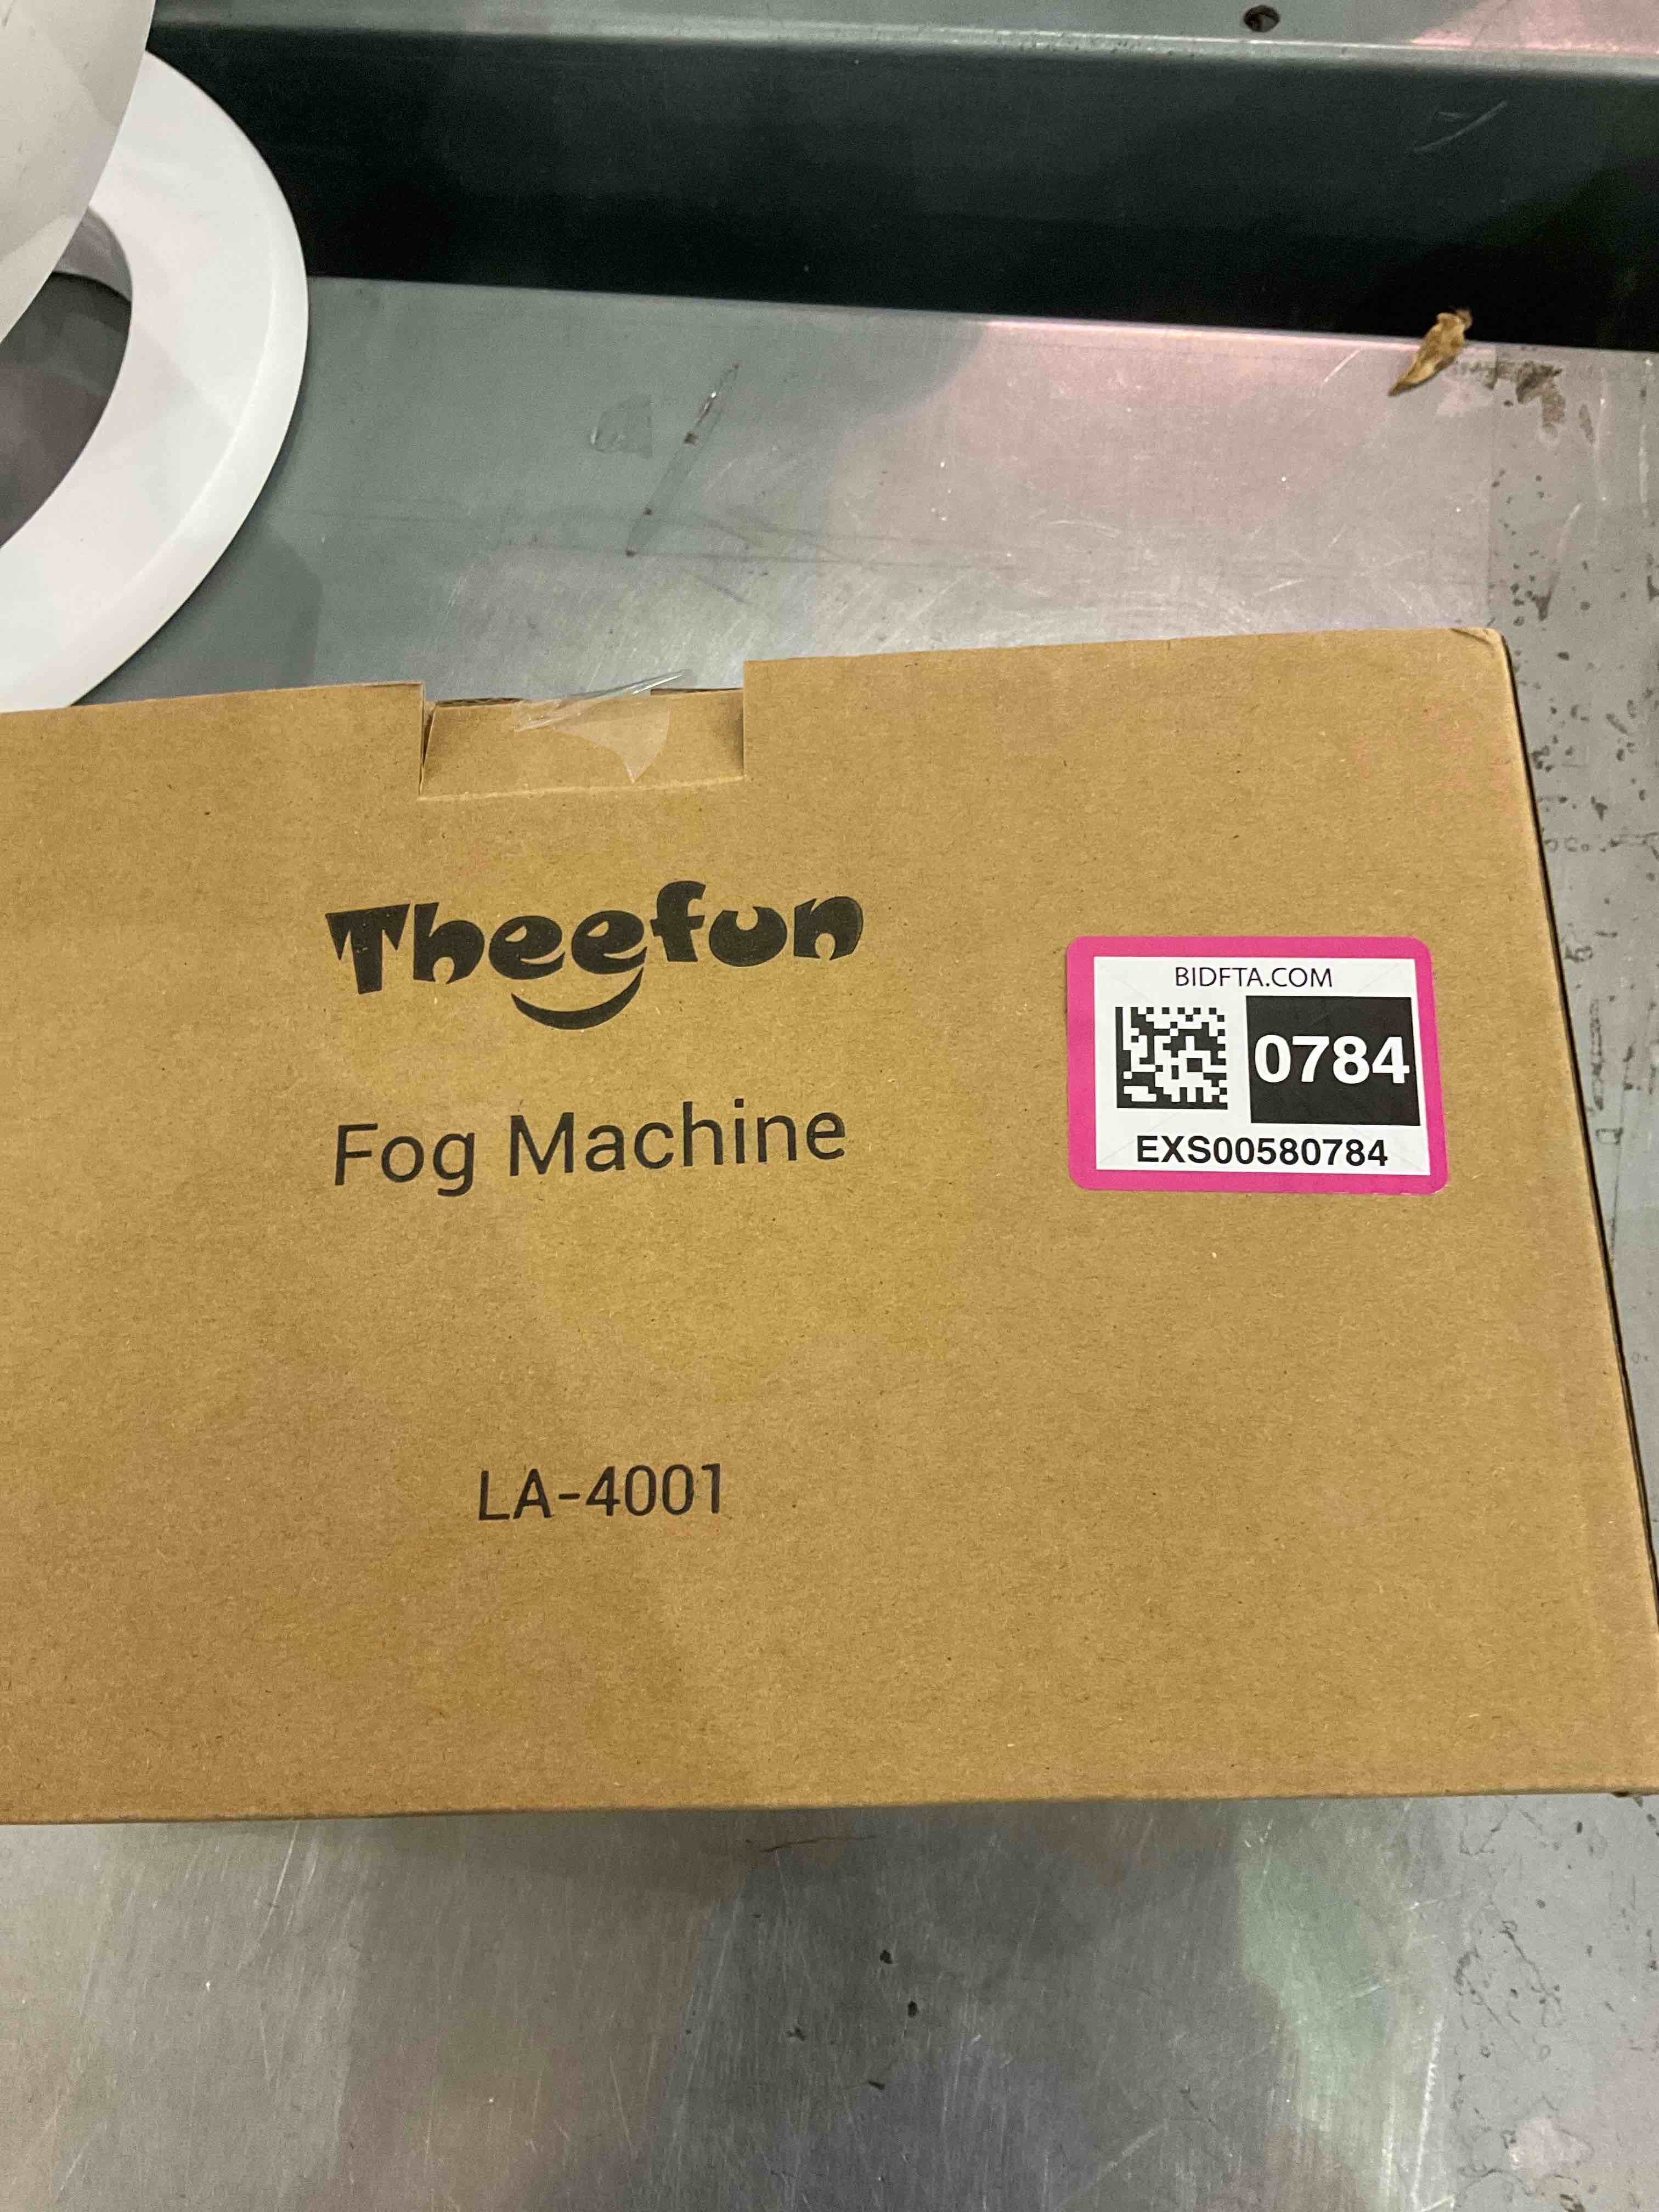 Theefun
Fog Machine
LA-4001
BIDFTA.COM
0784
EXS00580784